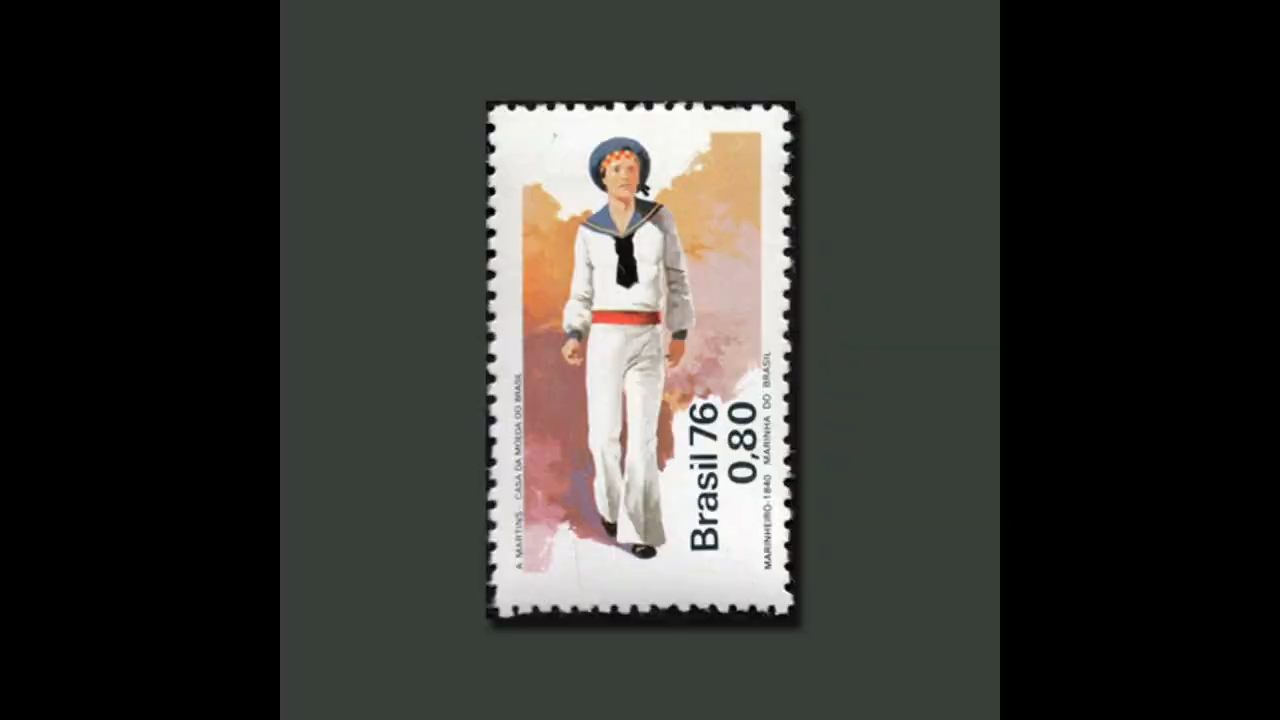 A. MARTINS CASA DA MOEDA DO BRASIL
Brasil 76
0,80
MARINHEIRO-1840 MARINHA DO BRASIL